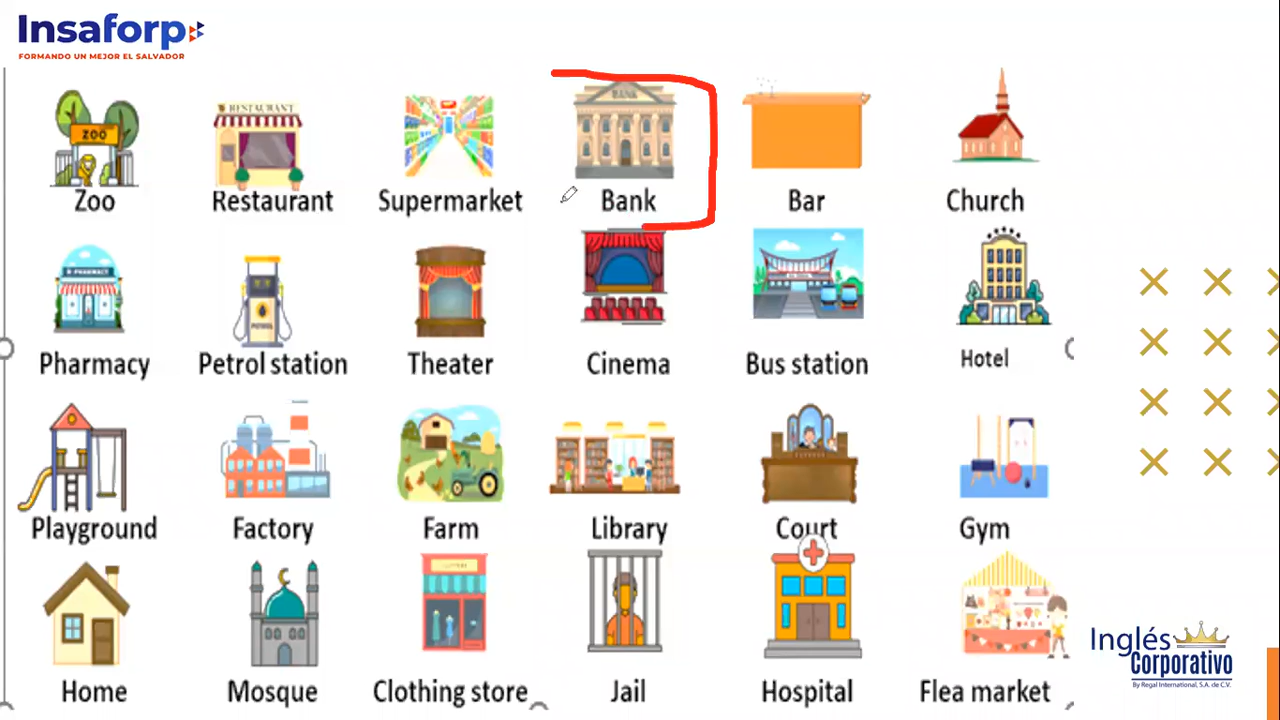 Insaforp
FORMANDO UN MEJOR EL SALVADOR
ZOO
RESTAURANT
BANK
Zoo
Restaurant
Supermarket
Bank
Bar
Church
PHARMACY
PETROL
Pharmacy
Petrol station
Theater
Cinema
Bus station
Hotel
Playground
Factory
Farm
Library
Court
Gym
Home
Mosque
Clothing store
Jail
Hospital
Flea market
Inglés
Corporativo
By Regal International, S.A. de C.V.